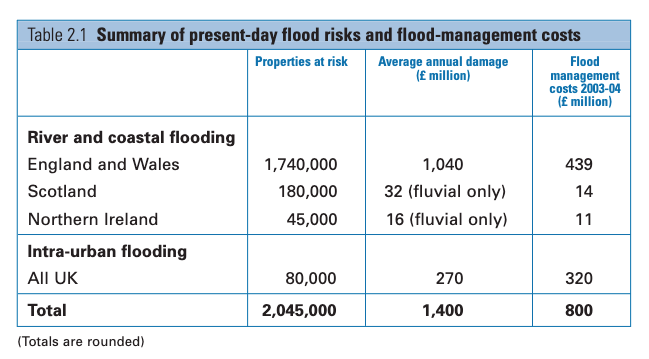 Table 2.1 Summary of present-day flood risks and flood-management costs
Properties at risk Average annual damage (£ million) Flood management costs 2003-04 (£ million)
River and coastal flooding
England and Wales 1,740,000 1,040 439
Scotland 180,000 32 (fluvial only) 14
Northern Ireland 45,000 16 (fluvial only) 11
Intra-urban flooding
All UK 80,000 270 320
Total 2,045,000 1,400 800
(Totals are rounded)